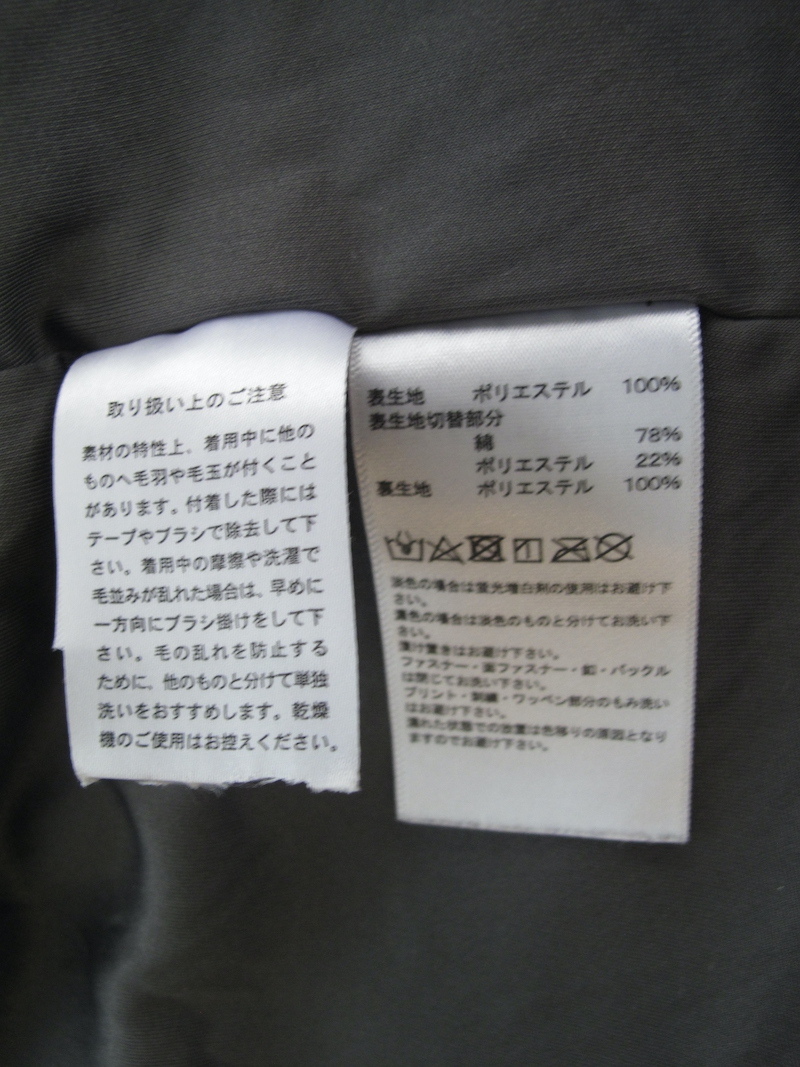 取り扱い上のご注意
素材の特性上、着用中に他の
ものへ毛羽や毛玉が付くこと
があります。付着した際には
テープやブラシで除去して下
さい。着用中の摩擦や洗濯で
毛並みが乱れた場合は、早めに
一方向にブラシ掛けをして下
さい。毛の乱れを防止する
ために、他のものと分けて単独
洗いをおすすめします。乾燥
機のご使用はお控えください。
表生地 ポリエステル 100%
表生地切替部分
綿 78%
ポリエステル 22%
裏生地 ポリエステル 100%
淡色の場合は蛍光増白剤の使用はお避け下
さい。
濃色の場合は淡色のものと分けてお洗い下
さい。
漬け置きはお避け下さい。
ファスナー・面ファスナー・釦・バックル
は閉じてお洗い下さい。
プリント・刺繍・ワッペン部分のもみ洗い
はお避け下さい。
濡れた状態での放置は色移りの原因となり
ますのでお避け下さい。